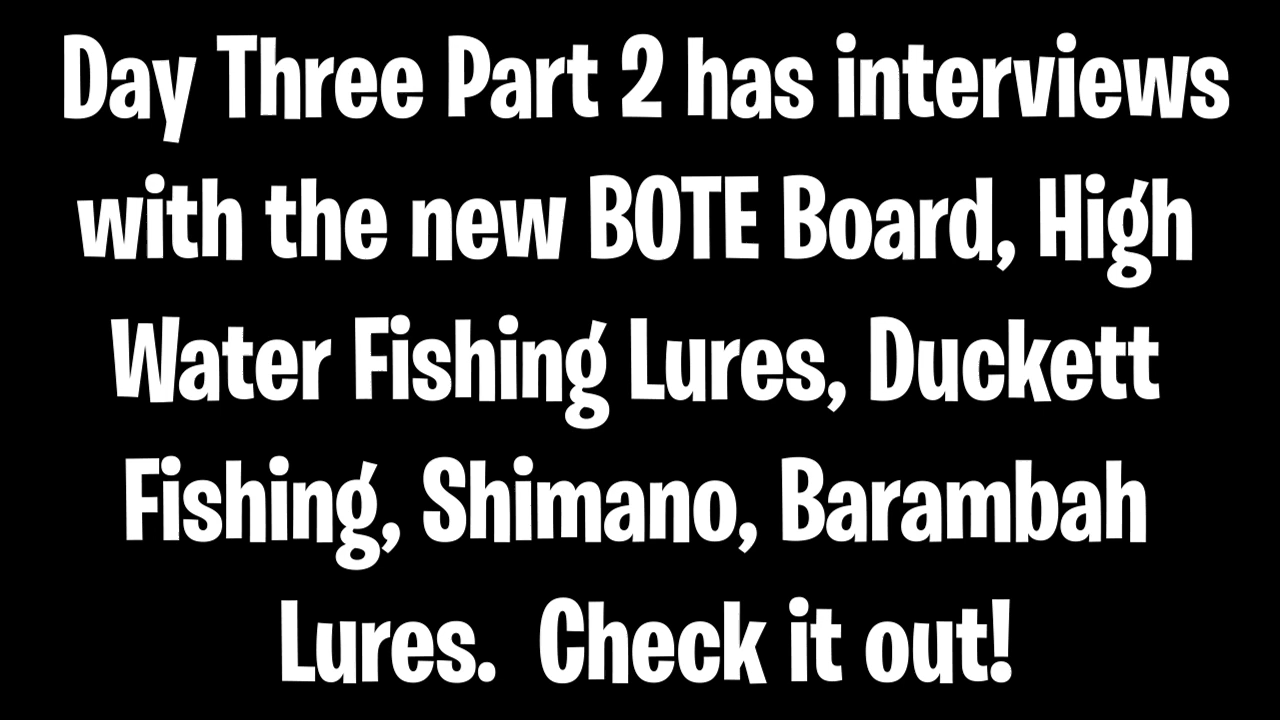 Day Three Part 2 has interviews
with the new BOTE Board, High
Water Fishing Lures, Duckett
Fishing, Shimano, Barambah
Lures.  Check it out!